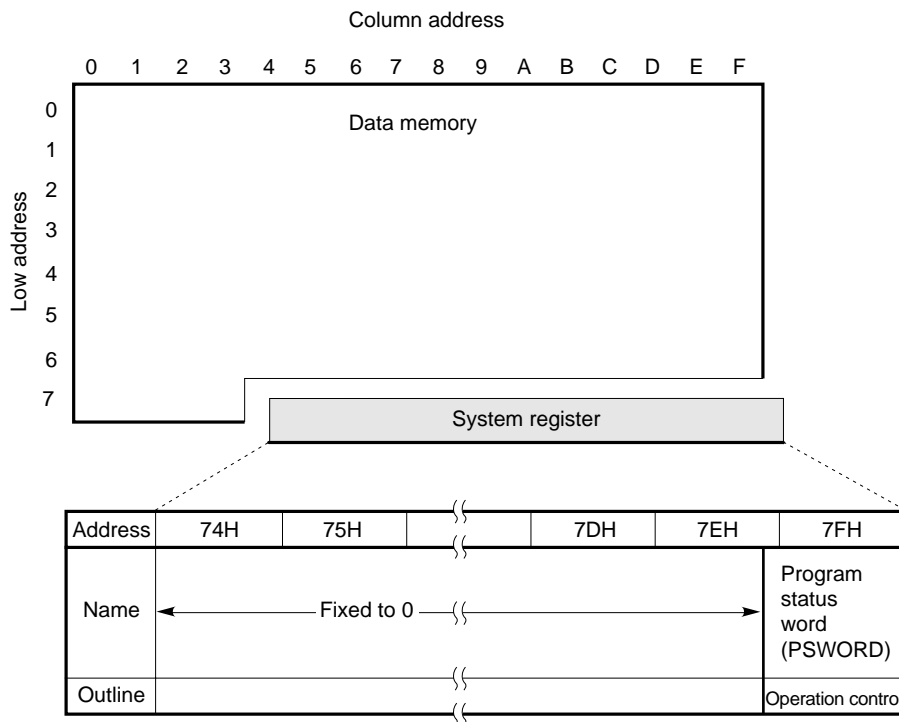 Column address
0 1 2 3 4 5 6 7 8 9 A B C D E F
Low address
0
Data memory
1
2
3
4
5
6
7
System register
Address 74H 75H 7DH 7EH 7FH
Name
Fixed to 0
Program
status
word
(PSWORD)
Outline
Operation control